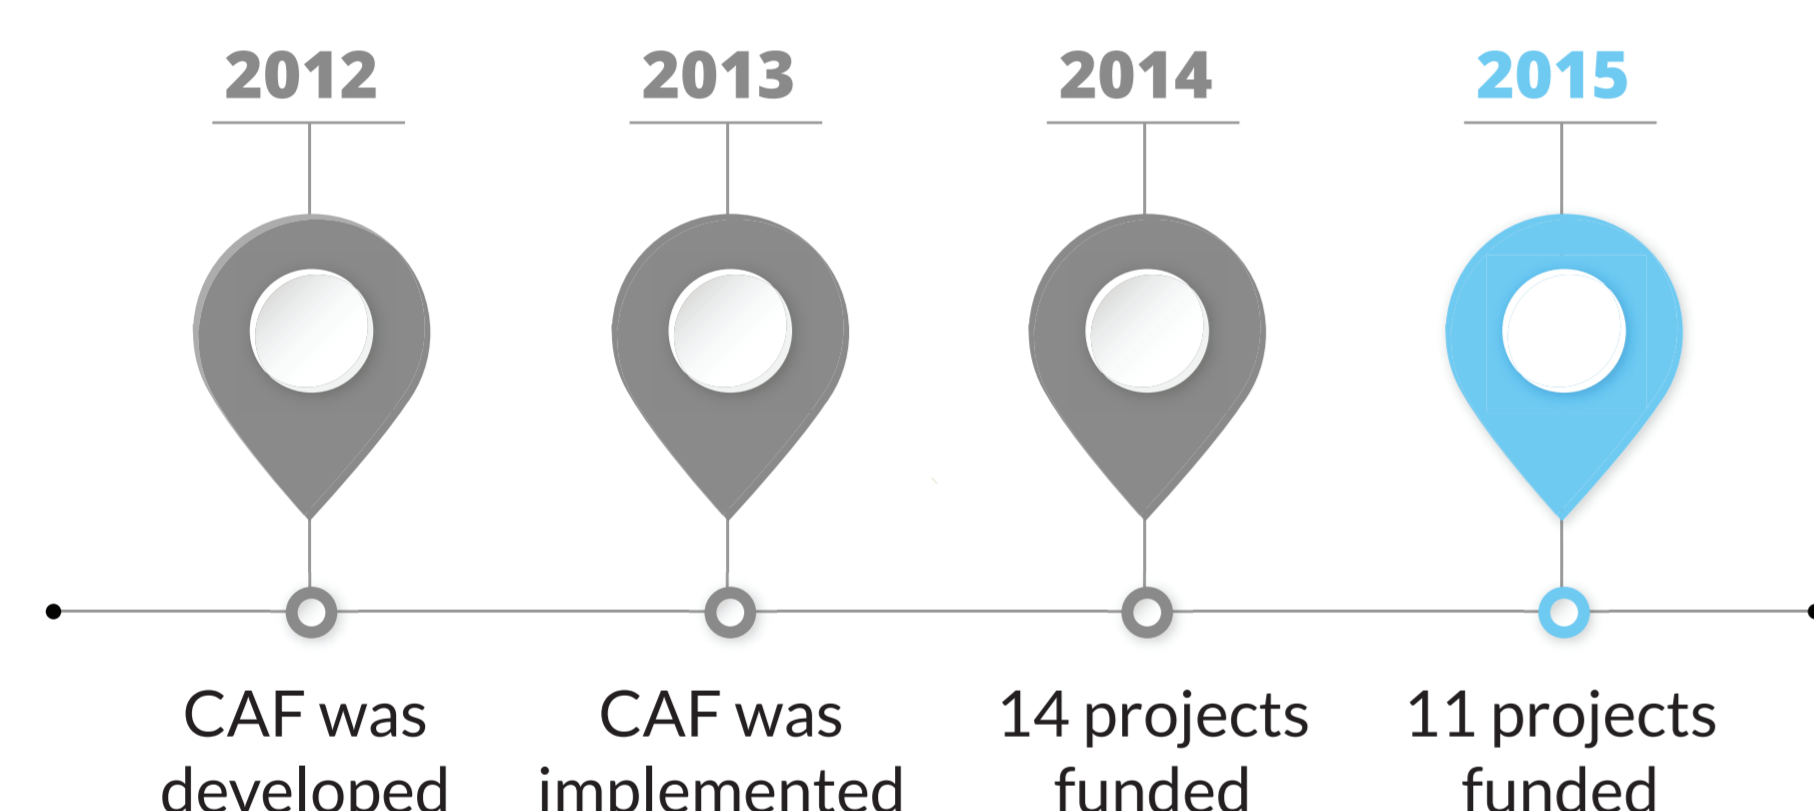 2012 2013 2014 2015
CAF was CAF was 14 projects 11 projects
developed implemented funded funded